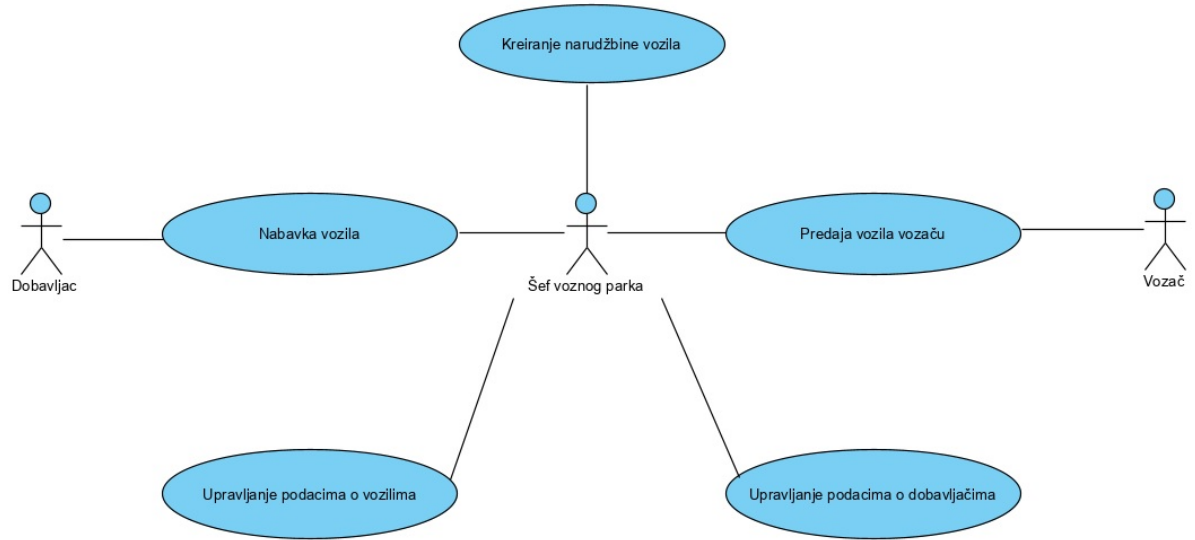 Kreiranje narudžbine vozila
Nabavka vozila
Predaja vozila vozaču
Dobavljac
Šef voznog parka
Vozač
Upravljanje podacima o vozilima
Upravljanje podacima o dobavljačima